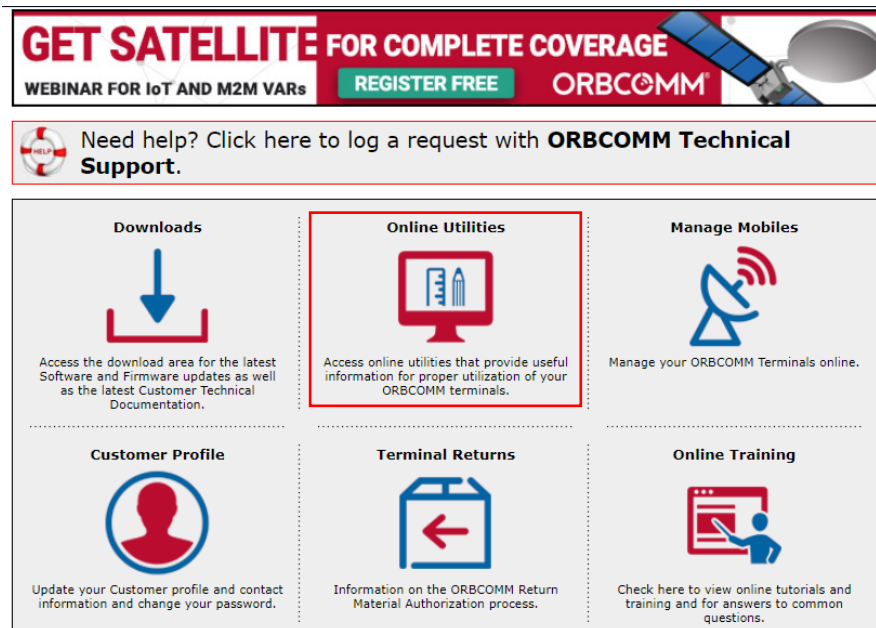 GET SATELLITE FOR COMPLETE COVERAGE
WEBINAR FOR IoT AND M2M VARs
REGISTER FREE
ORBCOMM®
HELP
Need help? Click here to log a request with ORBCOMM Technical
Support.
Downloads
Access the download area for the latest
Software and Firmware updates as well
as the latest Customer Technical
Documentation.
Online Utilities
Access online utilities that provide useful
information for proper utilization of your
ORBCOMM terminals.
Manage Mobiles
Manage your ORBCOMM Terminals online.
Customer Profile
Update your Customer profile and contact
information and change your password.
Terminal Returns
Information on the ORBCOMM Return
Material Authorization process.
Online Training
Check here to view online tutorials and
training and for answers to common
questions.